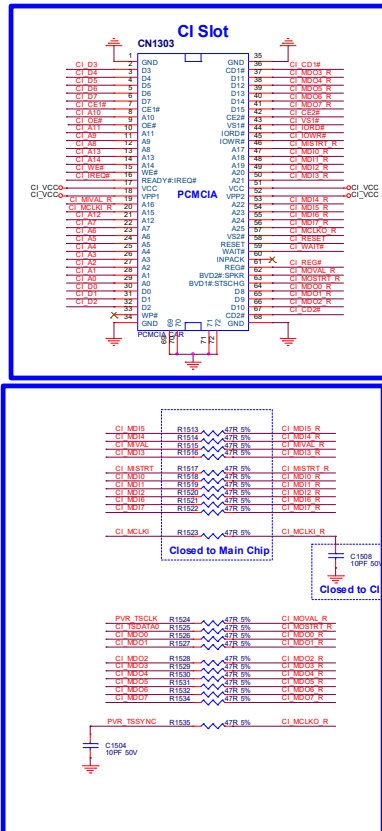 CI Slot
CN1303
1 GND GND 35
CI_D3 2 D3 CD1# 36 CI_CD1#
CI_D4 3 D4 D11 37 CI_MDO3_R
CI_D5 4 D5 D12 38 CI_MDO4_R
CI_D6 5 D6 D13 39 CI_MDO5_R
CI_D7 6 D7 D14 40 CI_MDO6_R
CI_CE1# 7 CE1# D15 41 CI_MDO7_R
CI_A10 8 A10 CE2# 42 CI_CE2#
CI_OE# 9 OE# VS1# 43 CI_VS1#
CI_A11 10 A11 IORD# 44 CI_IORD#
CI_A9 11 A9 IOWR# 45 CI_IOWR#
CI_A8 12 A8 A17 46 CI_MISTRT_R
CI_A13 13 A13 A18 47 CI_MDI0_R
CI_A14 14 A14 A19 48 CI_MDI1_R
CI_WE# 15 WE# A20 49 CI_MDI2_R
CI_IREQ# 16 READY#:IREQ# A21 50 CI_MDI3_R
CI_VCC 17 VCC PCMCIA VCC 51 CI_VCC
CI_VCC 18 VPP1 VPP2 52 CI_VCC
CI_MIVAL_R 19 A16 A22 53 CI_MDI4_R
CI_MCLKI_R 20 A15 A23 54 CI_MDI5_R
CI_A12 21 A12 A24 55 CI_MDI6_R
CI_A7 22 A7 A25 56 CI_MDI7_R
CI_A6 23 A6 VS2# 57 CI_MCLKO_R
CI_A5 24 A5 RESET 58 CI_RESET
CI_A4 25 A4 WAIT# 59 CI_WAIT#
CI_A3 26 A3 INPACK 60
CI_A2 27 A2 REG# 61 CI_REG#
CI_A1 28 A1 BVD2#:SPKR 62 CI_MOVAL_R
CI_A0 29 A0 BVD1#:STSCHG 63 CI_MOSTRT_R
CI_D0 30 D0 D8 64 CI_MDO0_R
CI_D1 31 D1 D9 65 CI_MDO1_R
CI_D2 32 D2 D10 66 CI_MDO2_R
33 WP# CD2# 67 CI_CD2#
34 GND GND 68
69 70 71 72
PCMCIA CAR
69 70 71 72
CI_MDI5 R1513 47R 5% CI_MDI5_R
CI_MDI4 R1514 47R 5% CI_MDI4_R
CI_MIVAL R1515 47R 5% CI_MIVAL_R
CI_MDI3 R1516 47R 5% CI_MDI3_R
CI_MISTRT R1517 47R 5% CI_MISTRT_R
CI_MDI0 R1518 47R 5% CI_MDI0_R
CI_MDI1 R1519 47R 5% CI_MDI1_R
CI_MDI2 R1520 47R 5% CI_MDI2_R
CI_MDI6 R1521 47R 5% CI_MDI6_R
CI_MDI7 R1522 47R 5% CI_MDI7_R
CI_MCLKI R1523 47R 5% CI_MCLKI_R
Closed to Main Chip
C1508
10PF 50V
Closed to CI
PVR_TSCLK R1524 47R 5% CI_MOVAL_R
CI_TSDATA0 R1525 47R 5% CI_MOSTRT_R
CI_MDO0 R1526 47R 5% CI_MDO0_R
CI_MDO1 R1527 47R 5% CI_MDO1_R
CI_MDO2 R1528 47R 5% CI_MDO2_R
CI_MDO3 R1529 47R 5% CI_MDO3_R
CI_MDO4 R1530 47R 5% CI_MDO4_R
CI_MDO5 R1531 47R 5% CI_MDO5_R
CI_MDO6 R1532 47R 5% CI_MDO6_R
CI_MDO7 R1534 47R 5% CI_MDO7_R
PVR_TSSYNC R1535 47R 5% CI_MCLKO_R
C1504
10PF 50V